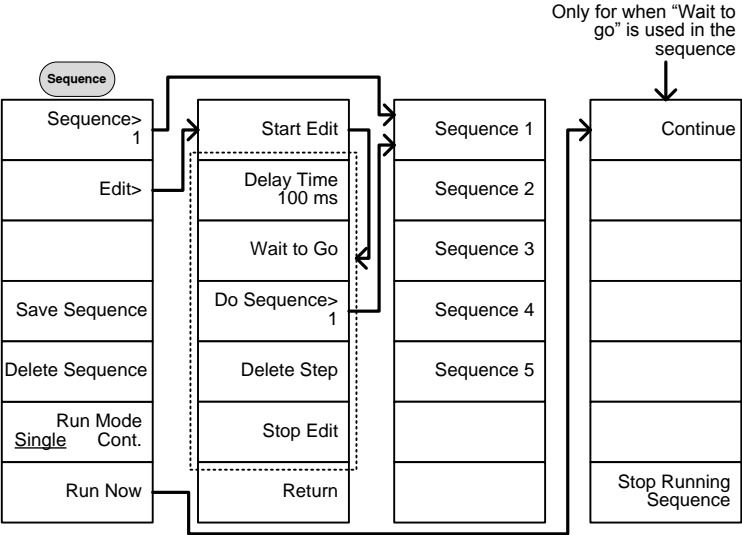 Only for when “Wait to
go” is used in the
sequence
Sequence
Sequence>
1
Edit>
Save Sequence
Delete Sequence
Run Mode
Single Cont.
Run Now
Start Edit
Delay Time
100 ms
Wait to Go
Do Sequence>
1
Delete Step
Stop Edit
Return
Sequence 1
Sequence 2
Sequence 3
Sequence 4
Sequence 5
Continue
Stop Running
Sequence